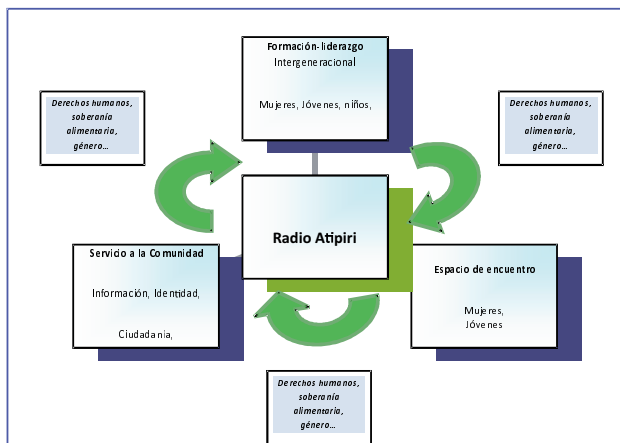 Formación-liderazgo
Intergeneracional
Mujeres, Jóvenes, niños,
Derechos humanos,
soberanía
alimentaria,
género...
Derechos humanos,
soberanía
alimentaria,
género...
Radio Atipiri
Servicio a la Comunidad
Información, Identidad,
Ciudadania,
Espacio de encuentro
Mujeres,
Jóvenes
Derechos humanos,
soberanía
alimentaria,
género...